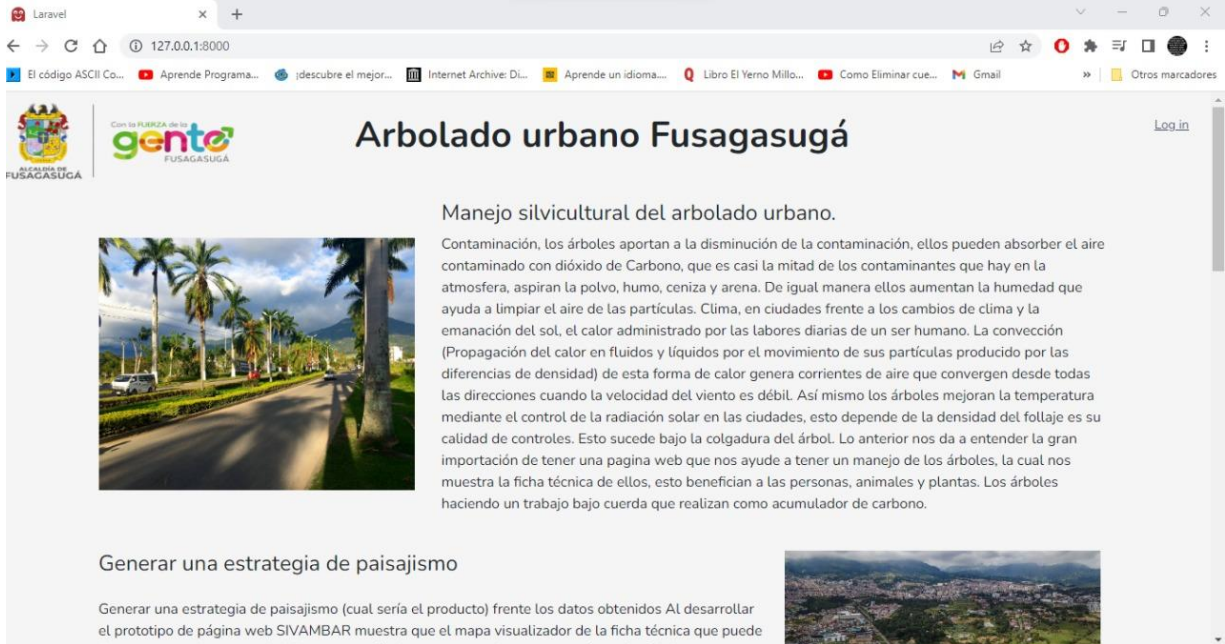 Laravel
127.0.0.1:8000
El código ASCII Co...
Aprende Programa...
¡descubre el mejor...
Internet Archive: Di...
Aprende un idioma....
Libro El Yerno Millo...
Como Eliminar cue...
Gmail
»
Otros marcadores
ALCALDÍA DE
FUSAGASUGÁ
Con la FUERZA de la
gente
FUSAGASUGÁ
Arbolado urbano Fusagasugá
Log in
Manejo silvicultural del arbolado urbano.
Contaminación, los árboles aportan a la disminución de la contaminación, ellos pueden absorber el aire
contaminado con dióxido de Carbono, que es casi la mitad de los contaminantes que hay en la
atmosfera, aspiran la polvo, humo, ceniza y arena. De igual manera ellos aumentan la humedad que
ayuda a limpiar el aire de las partículas. Clima, en ciudades frente a los cambios de clima y la
emanación del sol, el calor administrado por las labores diarias de un ser humano. La convección
(Propagación del calor en fluidos y líquidos por el movimiento de sus partículas producido por las
diferencias de densidad) de esta forma de calor genera corrientes de aire que convergen desde todas
las direcciones cuando la velocidad del viento es débil. Así mismo los árboles mejoran la temperatura
mediante el control de la radiación solar en las ciudades, esto depende de la densidad del follaje es su
calidad de controles. Esto sucede bajo la colgadura del árbol. Lo anterior nos da a entender la gran
importación de tener una pagina web que nos ayude a tener un manejo de los árboles, la cual nos
muestra la ficha técnica de ellos, esto benefician a las personas, animales y plantas. Los árboles
haciendo un trabajo bajo cuerda que realizan como acumulador de carbono.
Generar una estrategia de paisajismo
Generar una estrategia de paisajismo (cual sería el producto) frente los datos obtenidos Al desarrollar
el prototipo de página web SIVAMBAR muestra que el mapa visualizador de la ficha técnica que puede